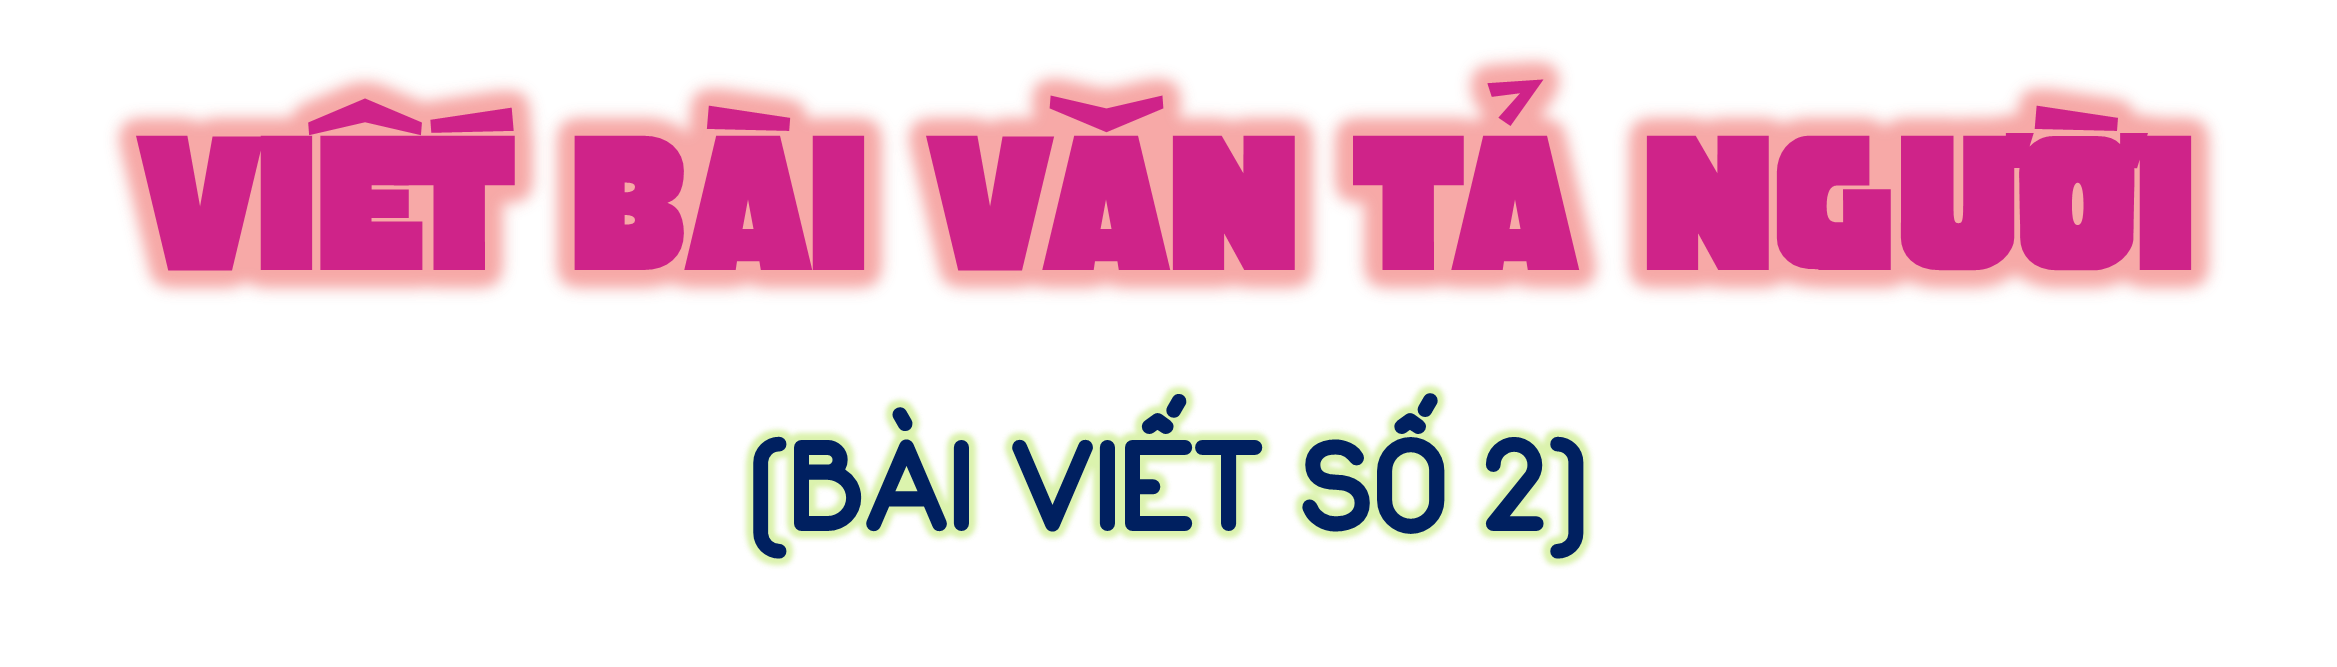 VIẾT BÀI VĂN TẢ NGƯỜI
(BÀI VIẾT SỐ 2)